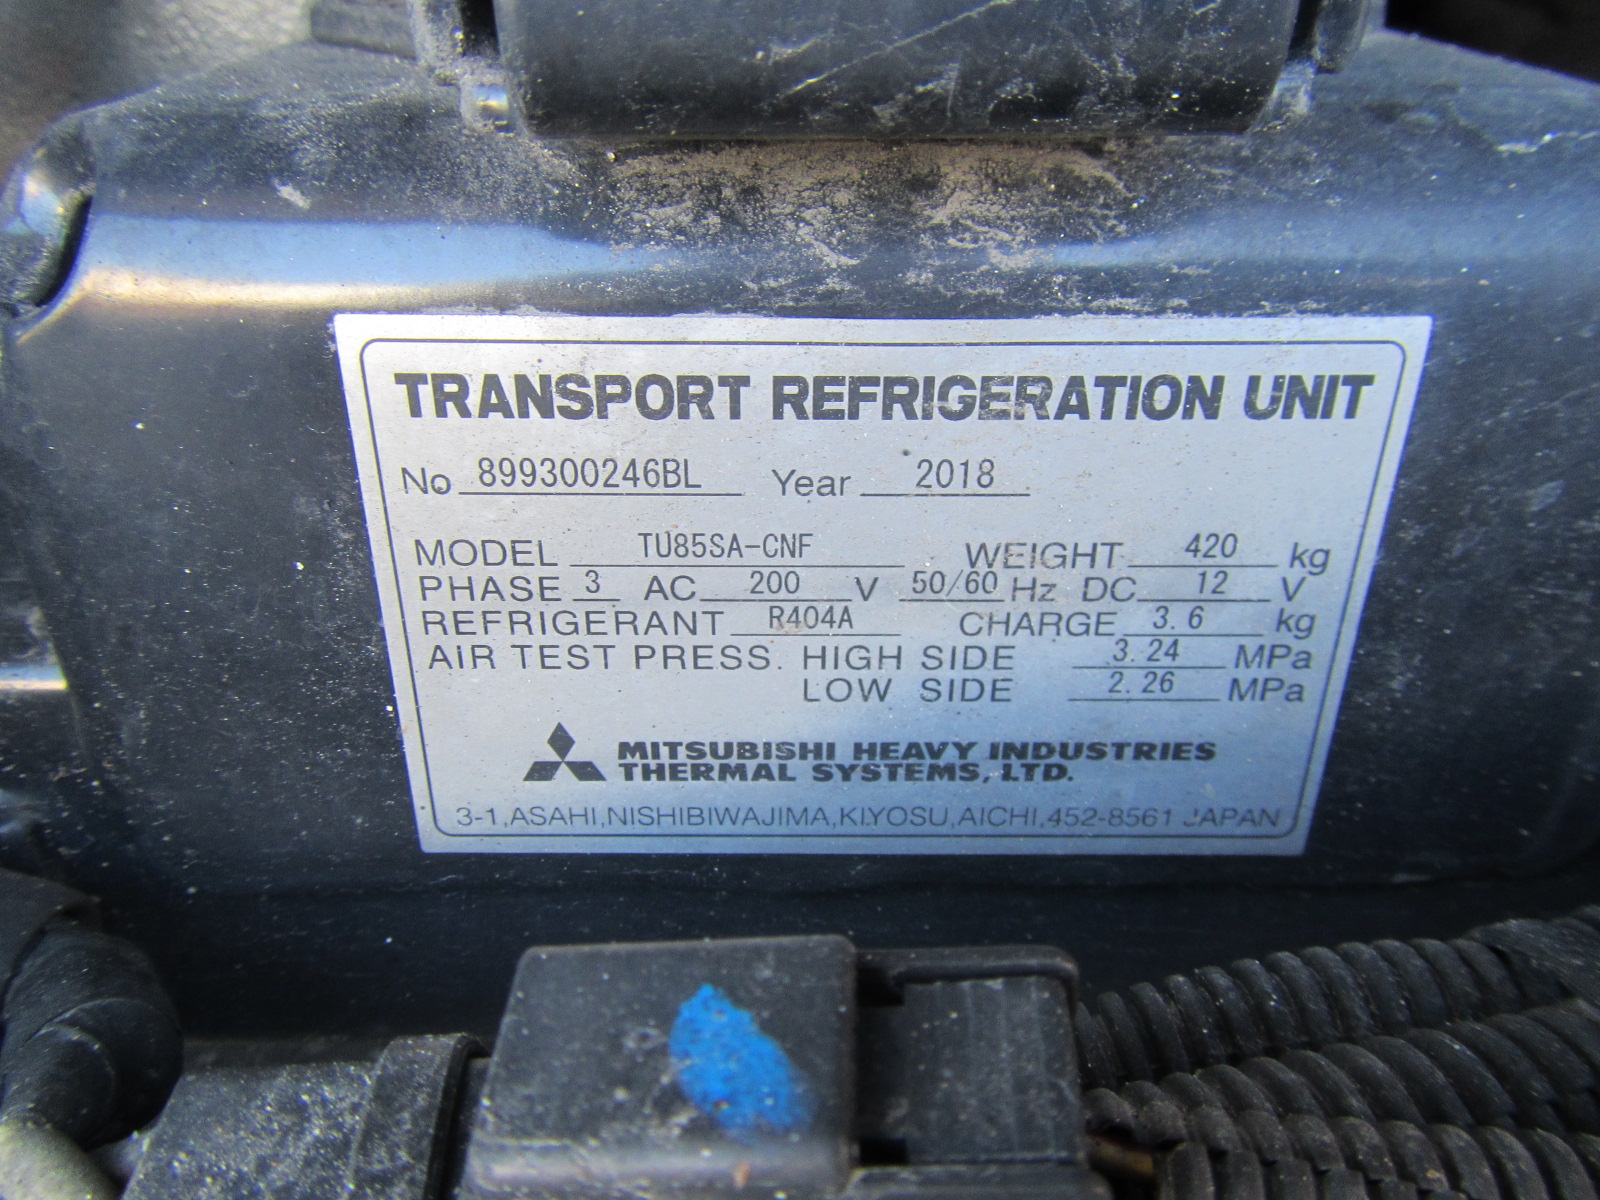 TRANSPORT REFRIGERATION UNIT
No 899300246BL Year 2018
MODEL TU85SA-CNF WEIGHT 420 kg
PHASE 3 AC 200 V 50/60 Hz DC 12 V
REFRIGERANT R404A CHARGE 3.6 kg
AIR TEST PRESS. HIGH SIDE 3.24 MPa
LOW SIDE 2.26 MPa
MITSUBISHI HEAVY INDUSTRIES
THERMAL SYSTEMS, LTD.
3-1,ASAHI,NISHIBIWAJIMA,KIYOSU,AICHI,452-8561 JAPAN